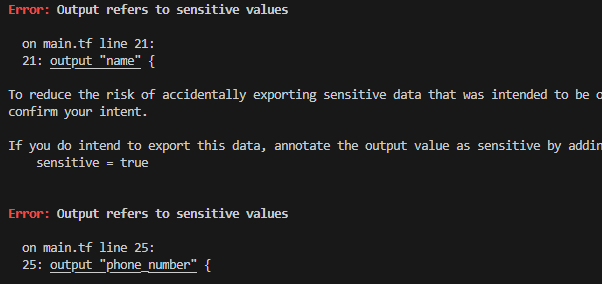 Error: Output refers to sensitive values
on main.tf line 21:
21: output "name" {
To reduce the risk of accidentally exporting sensitive data that was intended to be
confirm your intent.
If you do intend to export this data, annotate the output value as sensitive by
sensitive = true
Error: Output refers to sensitive values
on main.tf line 25:
25: output "phone_number" {